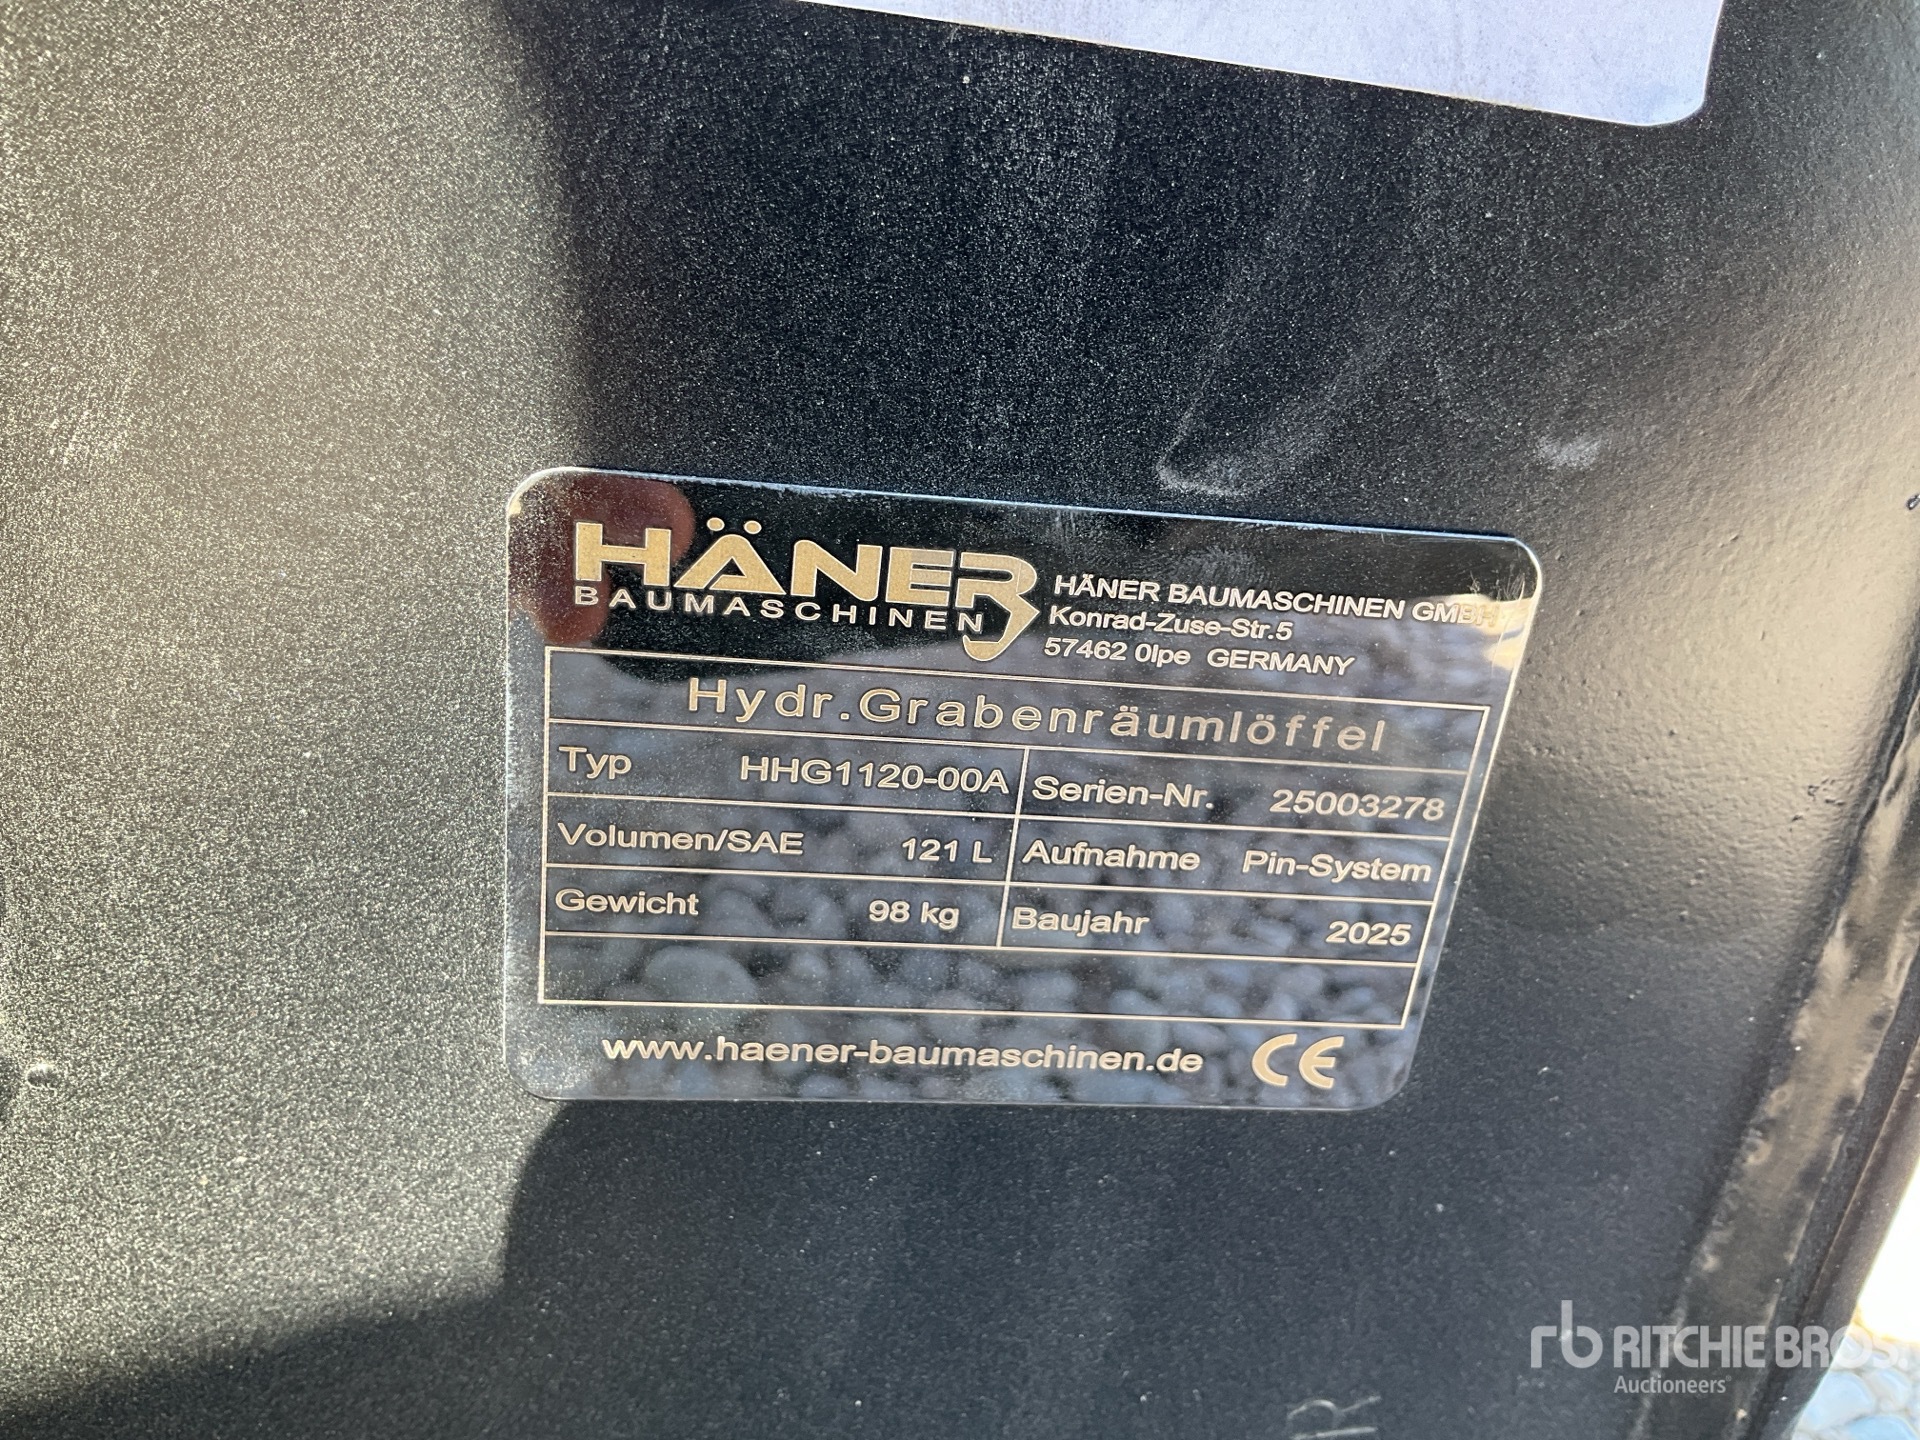 HÄNER
BAUMASCHINEN
HÄNER BAUMASCHINEN GMBH
Konrad-Zuse-Str.5
57462 Olpe GERMANY
Hydr.Grabenräumlöffel
Typ HHG1120-00A Serien-Nr. 25003278
Volumen/SAE 121 L Aufnahme Pin-System
Gewicht 98 kg Baujahr 2025
www.haener-baumaschinen.de CE
rb RITCHIE BROS.
Auctioneers